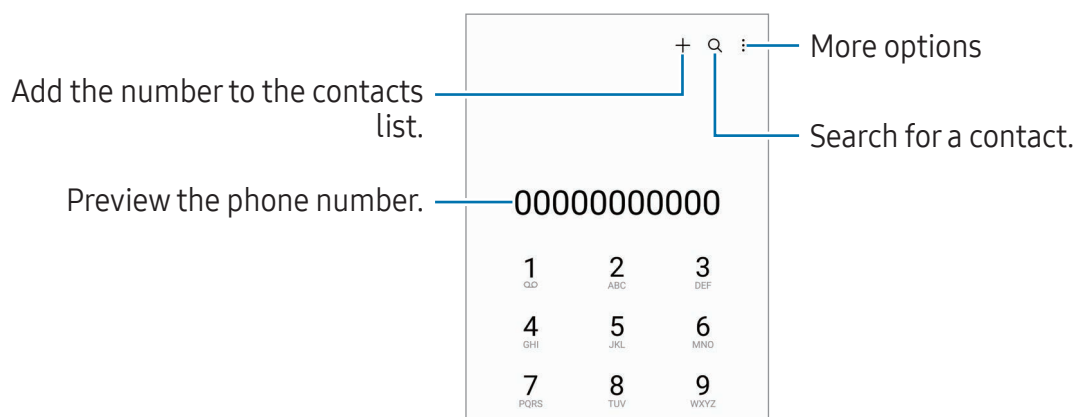 More options
Add the number to the contacts
list.
Search for a contact.
Preview the phone number.
00000000000
1 2 3
ABC DEF
4 5 6
GHI JKL MNO
7 8 9
PQRS TUV WXYZ